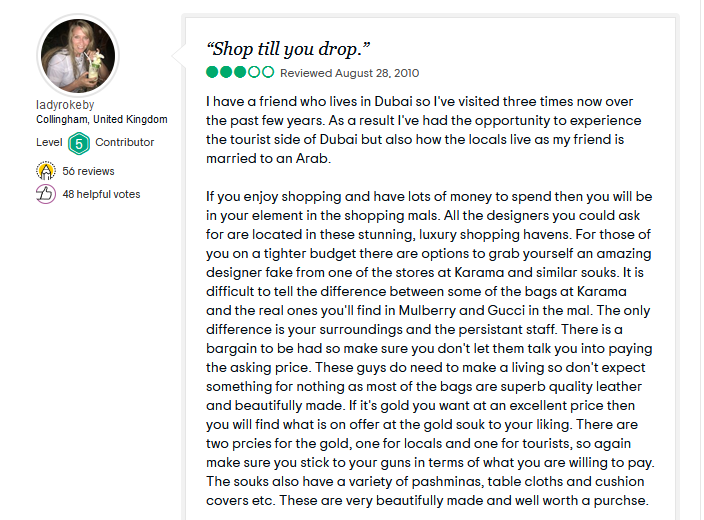 “Shop till you drop.”
Reviewed August 28, 2010
ladyrokeby
Collingham, United Kingdom
Level 5 Contributor
56 reviews
48 helpful votes
I have a friend who lives in Dubai so I've visited three times now over
the past few years. As a result I've had the opportunity to experience
the tourist side of Dubai but also how the locals live as my friend is
married to an Arab.
If you enjoy shopping and have lots of money to spend then you will be
in your element in the shopping mals. All the designers you could ask
for are located in these stunning, luxury shopping havens. For those of
you on a tighter budget there are options to grab yourself an amazing
designer fake from one of the stores at Karama and similar souks. It is
difficult to tell the difference between some of the bags at Karama
and the real ones you'll find in Mulberry and Gucci in the mal. The only
difference is your surroundings and the persistant staff. There is a
bargain to be had so make sure you don't let them talk you into paying
the asking price. These guys do need to make a living so don't expect
something for nothing as most of the bags are superb quality leather
and beautifully made. If it's gold you want at an excellent price then
you will find what is on offer at the gold souk to your liking. There are
two prcies for the gold, one for locals and one for tourists, so again
make sure you stick to your guns in terms of what you are willing to pay.
The souks also have a variety of pashminas, table cloths and cushion
covers etc. These are very beautifully made and well worth a purchse.